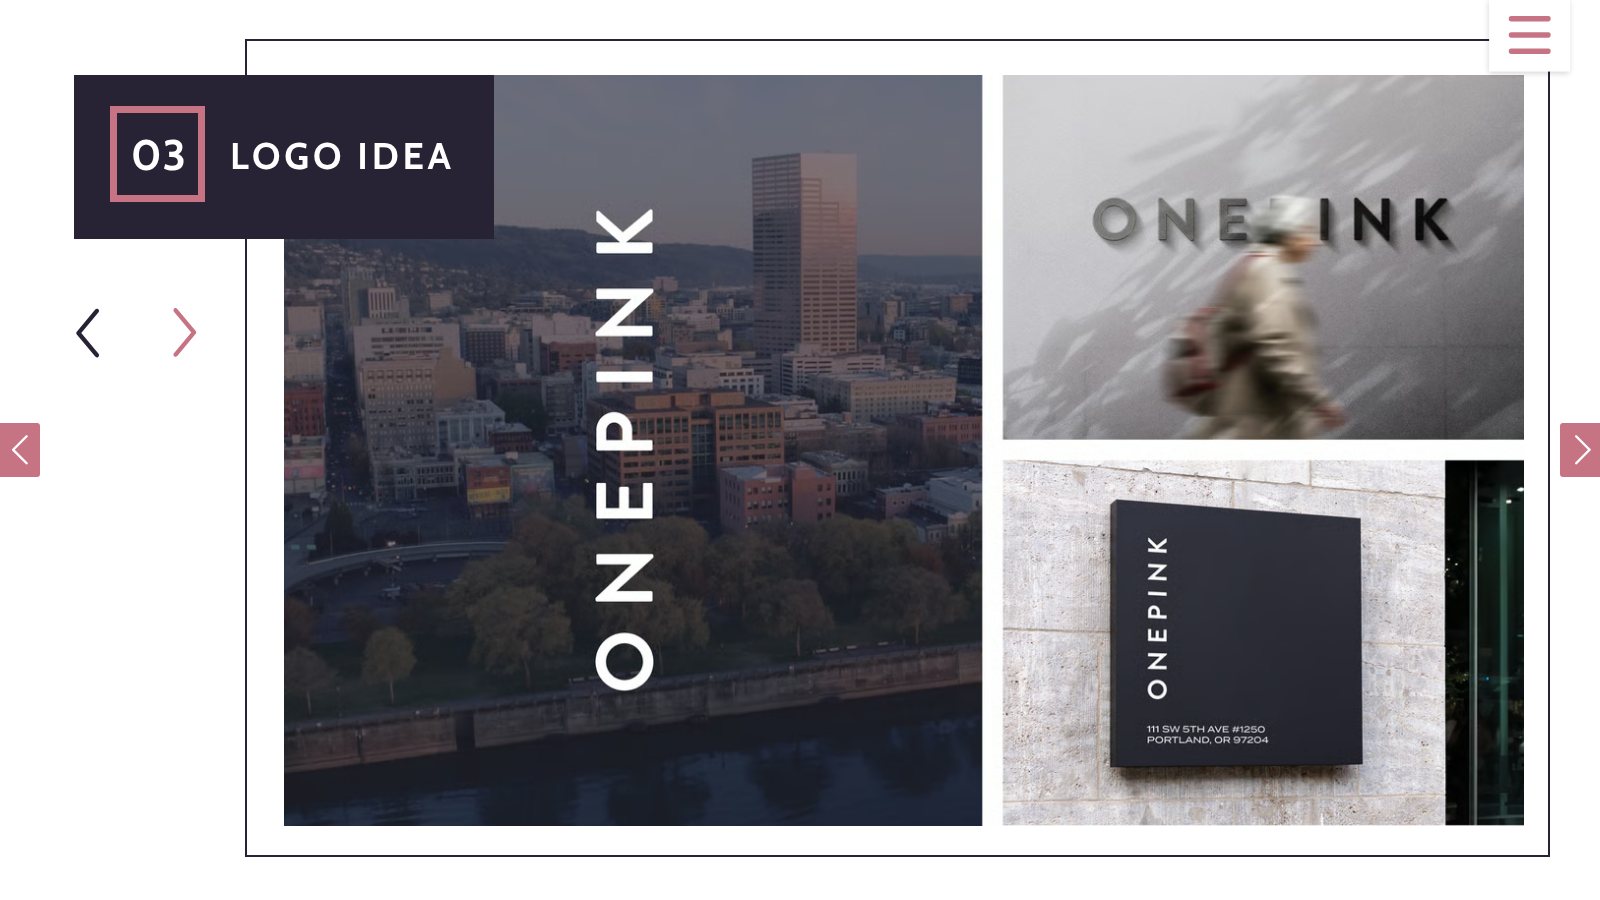 03
LOGO IDEA
ONEPINK
ONEPINK
ONEPINK
111 SW 5TH AVE #1250
PORTLAND, OR 97204